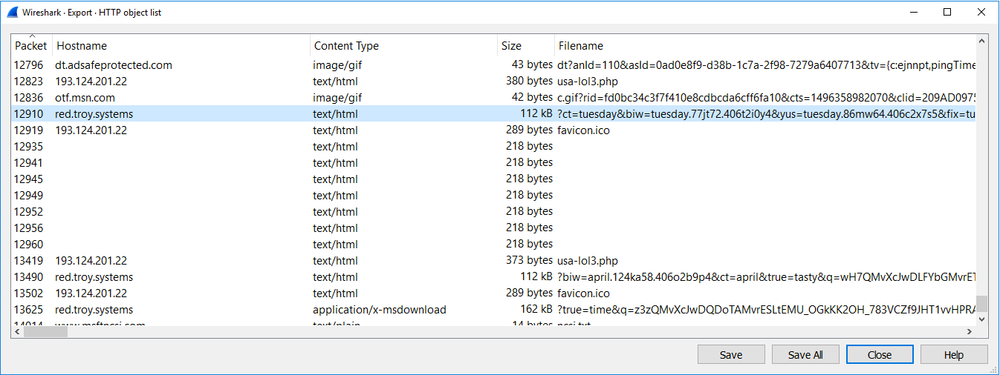 Wireshark · Export · HTTP object list
Packet Hostname Content Type Size Filename
12796 dt.adsafeprotected.com image/gif 43 bytes dt?anId=110&asId=0ad0e8f9-d38b-1c7a-2f98-7279a6407713&tv={c:ejnnpt,pingTime
12823 193.124.201.22 text/html 380 bytes usa-lol3.php
12836 otf.msn.com image/gif 42 bytes c.gif?rid=fd0bc34c3f7f410e8cdbcda6cff6fa10&cts=1496358982070&clid=209AD0975
12910 red.troy.systems text/html 112 kB ?ct=tuesday&biw=tuesday.77jt72.406t2i0y4&yus=tuesday.86mw64.406c2x7s5&fix=tu
12919 193.124.201.22 text/html 289 bytes favicon.ico
12935 text/html 218 bytes
12941 text/html 218 bytes
12945 text/html 218 bytes
12949 text/html 218 bytes
12952 text/html 218 bytes
12956 text/html 218 bytes
12960 text/html 218 bytes
13419 193.124.201.22 text/html 373 bytes usa-lol3.php
13490 red.troy.systems text/html 112 kB ?biw=april.124ka58.406o2b9p4&ct=april&true=tasty&q=wH7QMvXcJwDLFYbGMvrET
13502 193.124.201.22 text/html 289 bytes favicon.ico
13625 red.troy.systems application/x-msdownload 162 kB ?true=time&q=z3zQMvXcJwDQDoTAMvrESLtEMU_OGkKK2OH_783VCZf9JHT1vvHPRA
14014 www.msftncsi.com text/plain 14 bytes ncsi.txt
Save Save All Close Help